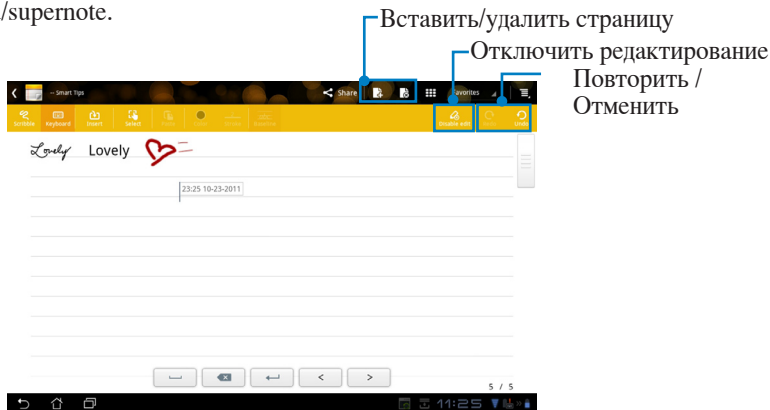 /supernote.
Вставить/удалить страницу
Отключить редактирование
Повторить /
Отменить
-- Smart Tips
Share
Favorites
Scribble Keyboard Insert Select
Disable edit Undo
Lovely Lovely
23:25 10-23-2011
5 / 5
11:25